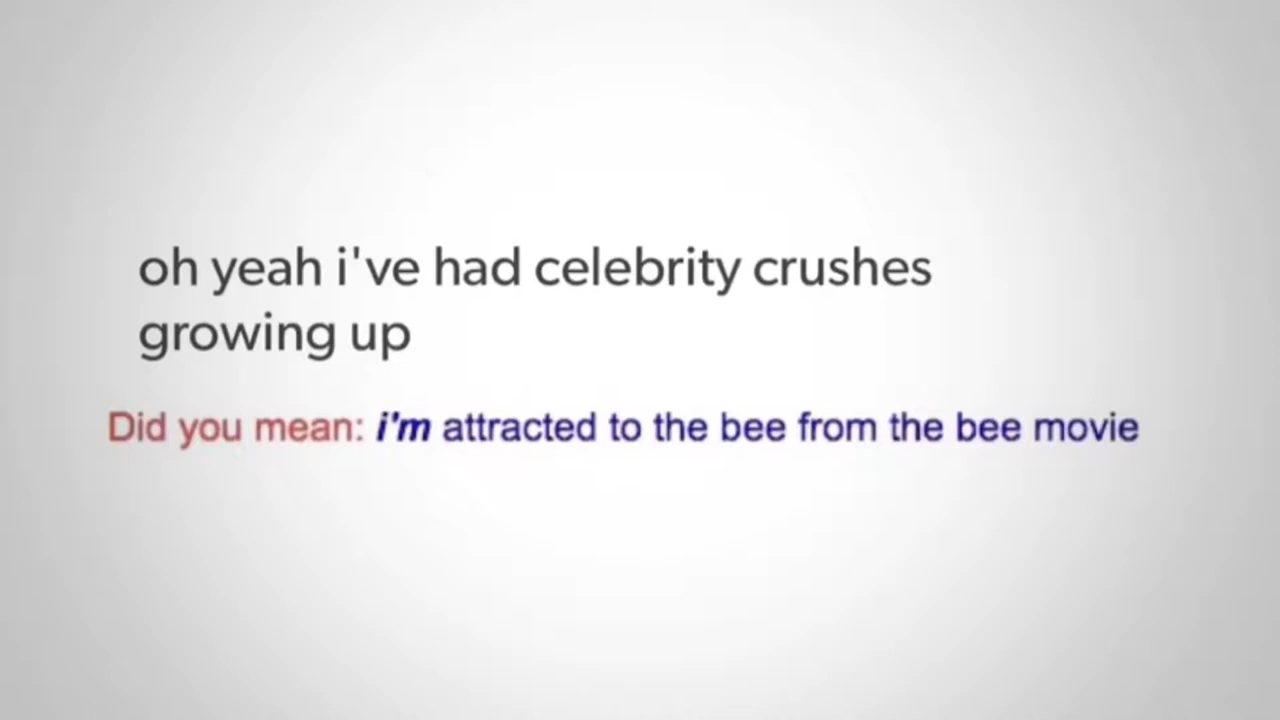 oh yeah i've had celebrity crushes
growing up
Did you mean: i'm attracted to the bee from the bee movie